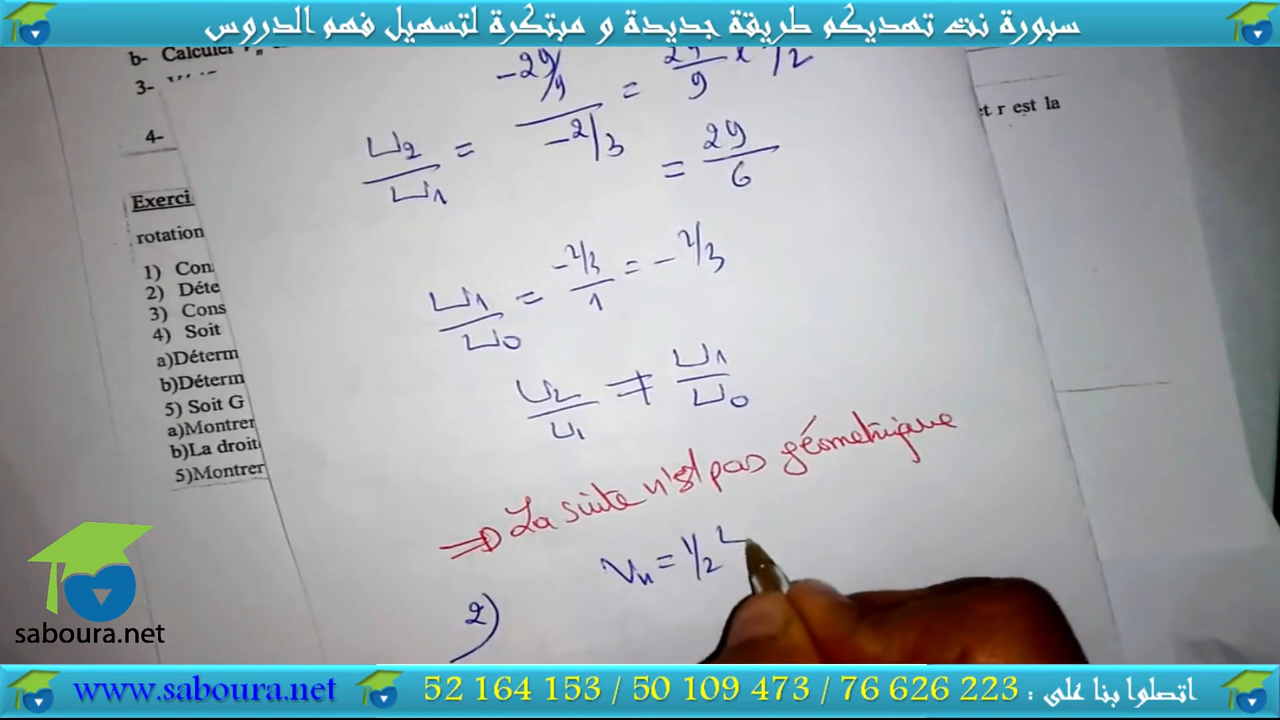 سبورة نت تهديكم طريقة جديدة و مبتكرة لتسهيل فهم الدروس
b- Calculer
3-
4-
et r est la
U2/U1 = (-29/9)/(-2/3) = 29/9 x
= 29/6
U1/U0 = (-2/3)/1 = -2/3
U2/U1 ≠ U1/U0
⇒ La suite n'est pas géometrique
2) Vn = 1/2
Exerci
rotation
1) Con
2) Déte
3) Cons
4) Soit
a)Déterm
b)Déterm
5) Soit G
a)Montrer
b)La droit
5)Montrer
saboura.net
www.saboura.net 52 164 153 / 50 109 473 / 76 626 223 : اتصلوا بنا على